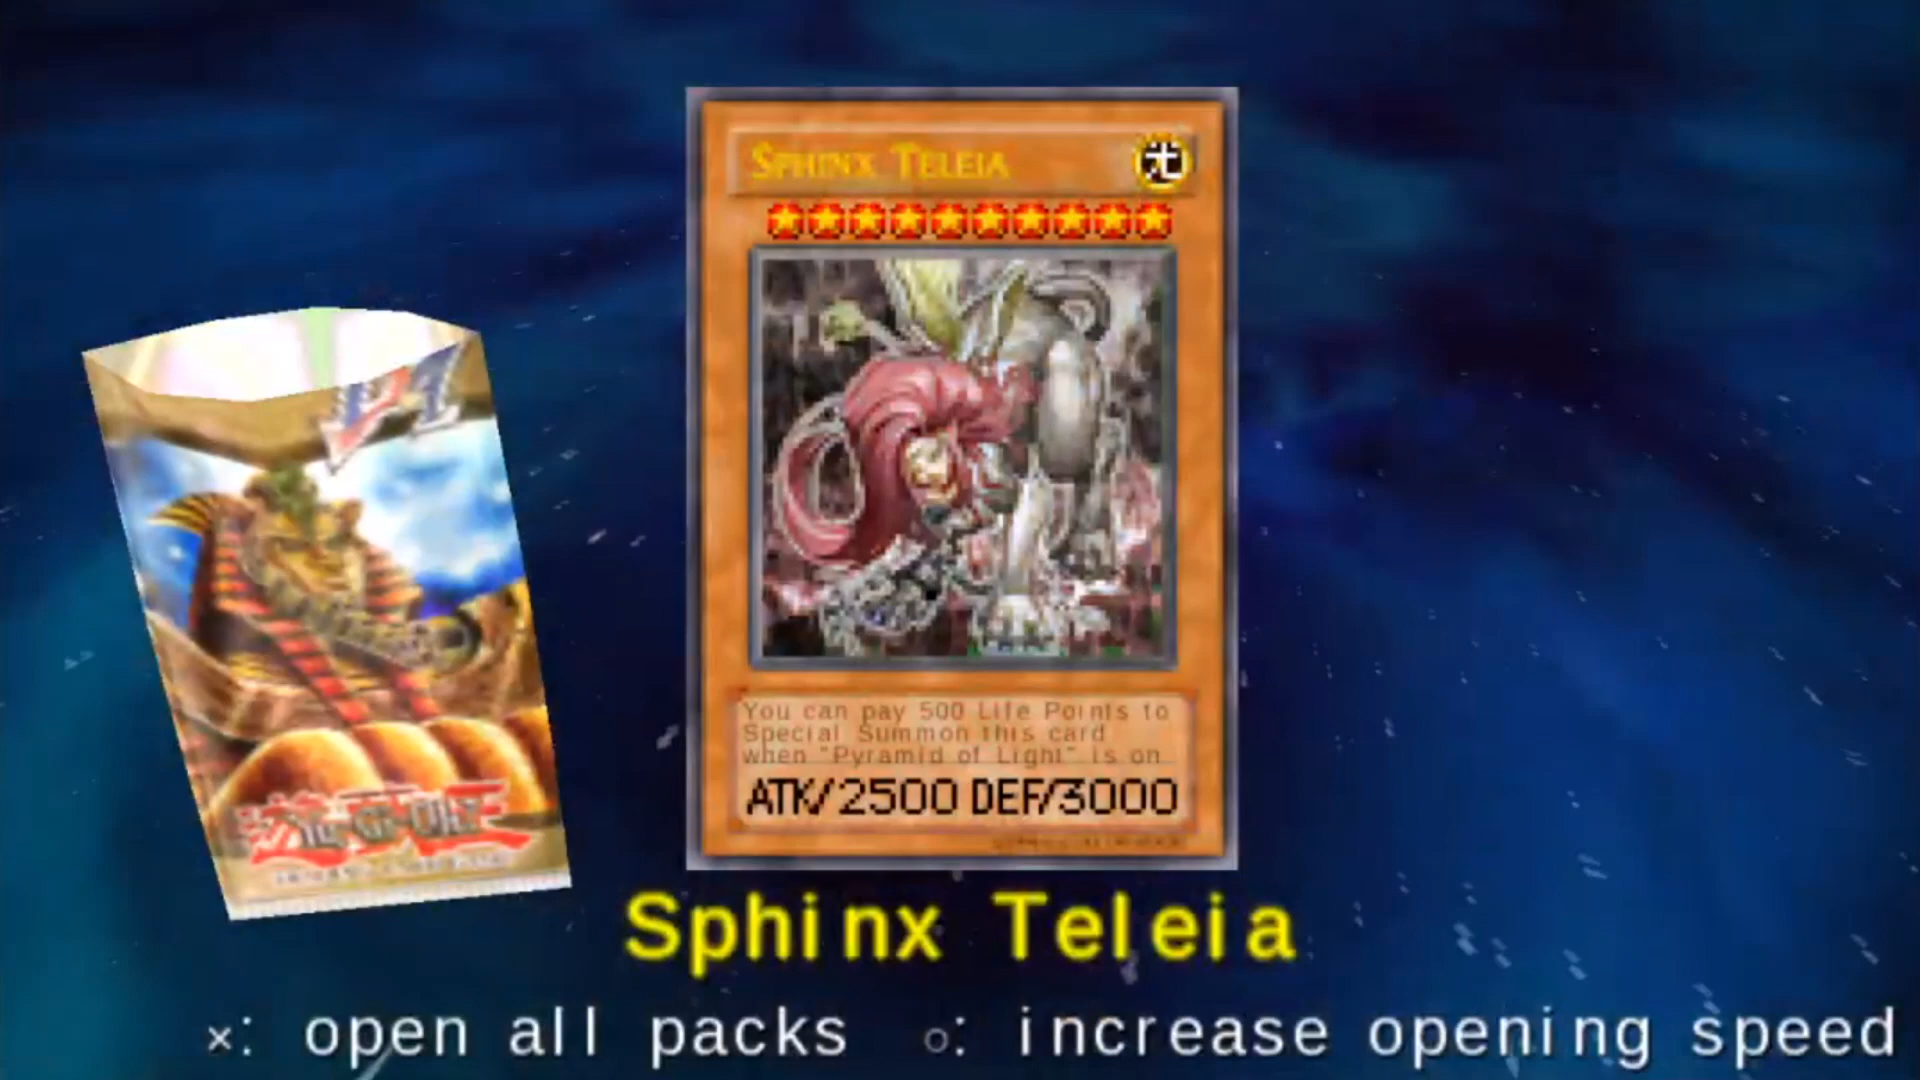 SPHINX TELEIA
光
You can pay 500 Life Points to
Special Summon this card
when "Pyramid of Light" is on
ATK/2500 DEF/3000
Sphinx Teleia
×: open all packs ○: increase opening speed